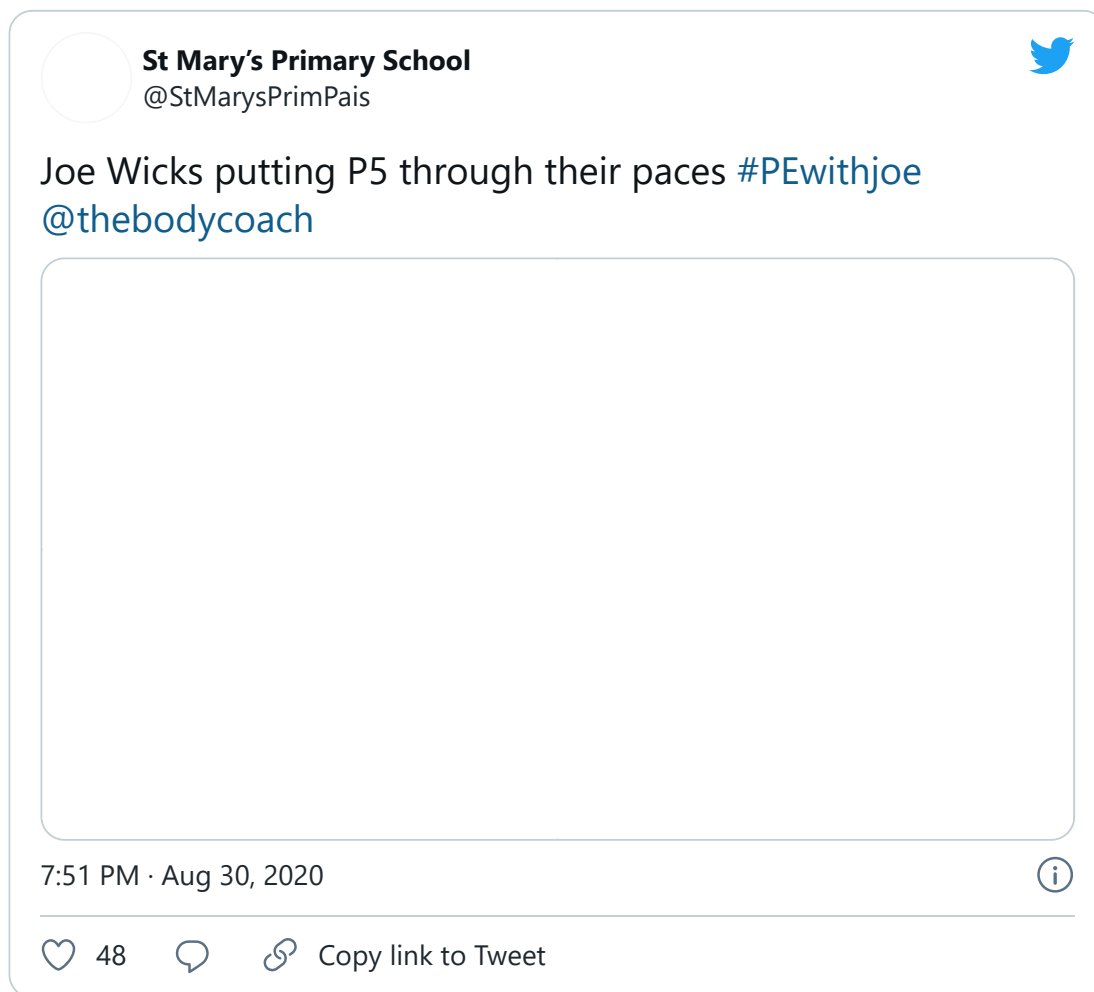 St Mary’s Primary School
@StMarysPrimPais
Joe Wicks putting P5 through their paces #PEwithjoe
@thebodycoach
7:51 PM · Aug 30, 2020
48
Copy link to Tweet